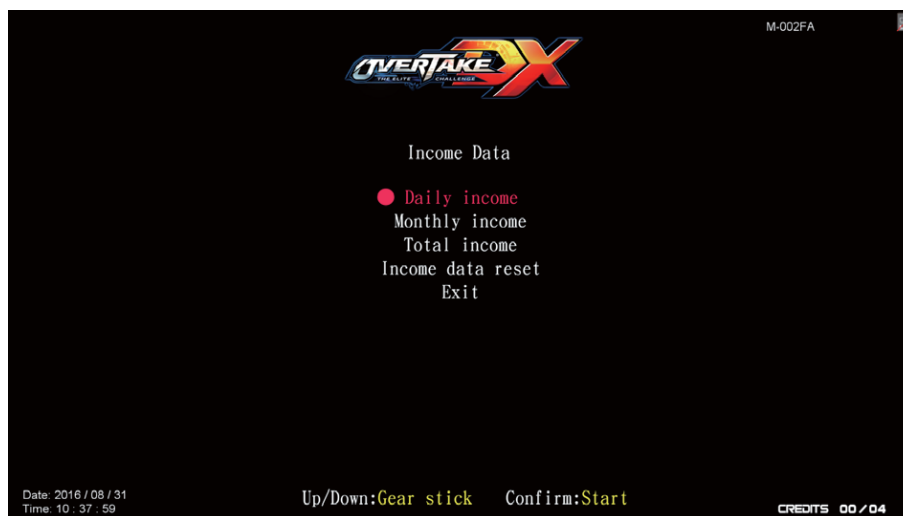 M-002FA
OVERTAKE DX
THE ELITE CHALLENGE
Income Data
Daily income
Monthly income
Total income
Income data reset
Exit
Date: 2016 / 08 / 31
Time: 10 : 37 : 59
Up/Down:Gear stick Confirm:Start
CREDITS 00/04